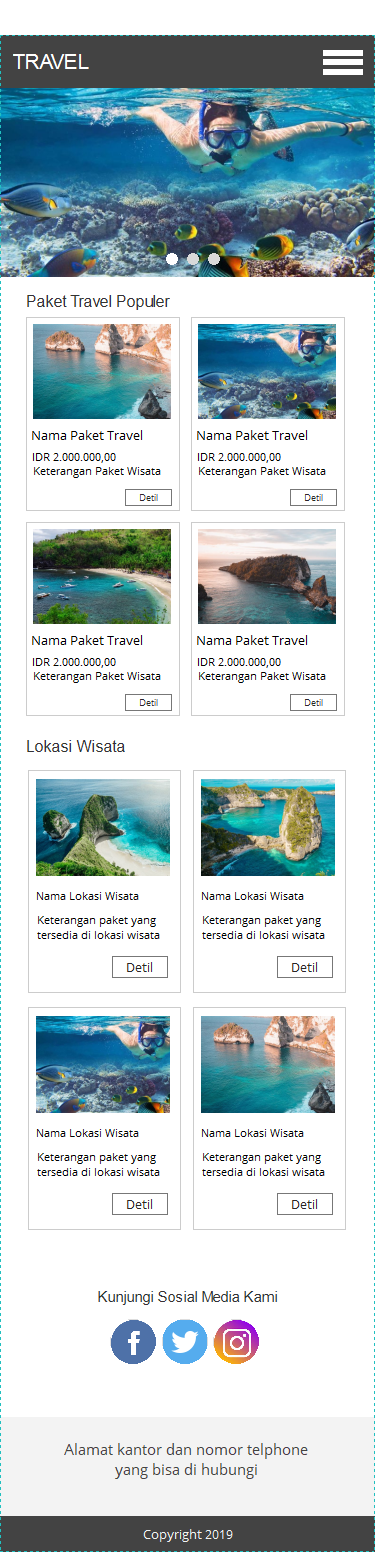 TRAVEL
Paket Travel Populer
Nama Paket Travel
IDR 2.000.000,00
Keterangan Paket Wisata
Detil
Nama Paket Travel
IDR 2.000.000,00
Keterangan Paket Wisata
Detil
Nama Paket Travel
IDR 2.000.000,00
Keterangan Paket Wisata
Detil
Nama Paket Travel
IDR 2.000.000,00
Keterangan Paket Wisata
Detil
Lokasi Wisata
Nama Lokasi Wisata
Keterangan paket yang
tersedia di lokasi wisata
Detil
Nama Lokasi Wisata
Keterangan paket yang
tersedia di lokasi wisata
Detil
Nama Lokasi Wisata
Keterangan paket yang
tersedia di lokasi wisata
Detil
Nama Lokasi Wisata
Keterangan paket yang
tersedia di lokasi wisata
Detil
Kunjungi Sosial Media Kami
Alamat kantor dan nomor telphone
yang bisa di hubungi
Copyright 2019